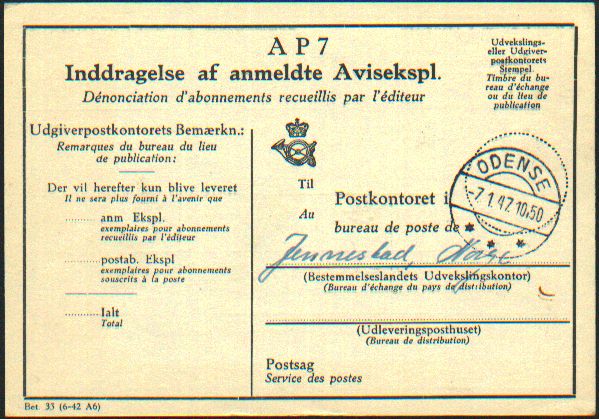 A P 7
Inddragelse af anmeldte Avisekspl.
Dénonciation d'abonnements recueillis par l'éditeur
Udvekslings-
eller Udgiver-
postkontorets
Stempel.
Timbre du bu-
reau d'échange
ou du lieu de
publication
Udgiverpostkontorets Bemærkn.:
Remarques du bureau du lieu
de publication:
Der vil herefter kun blive leveret
Il ne sera plus fourni à l'avenir que
........ anm Ekspl.
exemplaires pour abonnements
recueillis par l'éditeur
........ postab. Ekspl
exemplaires pour abonnements
souscrits à la poste
........ Ialt
Total
Til
Au
Postkontoret i
bureau de poste de
ODENSE
-7.1.47.10,50
Norge
(Bestemmelseslandets Udvekslingskontor)
(Bureau d'échange du pays de distribution)
(Udleveringsposthuset)
(Bureau de distribution)
Postsag
Service des postes
Bet. 33 (6-42 A6)